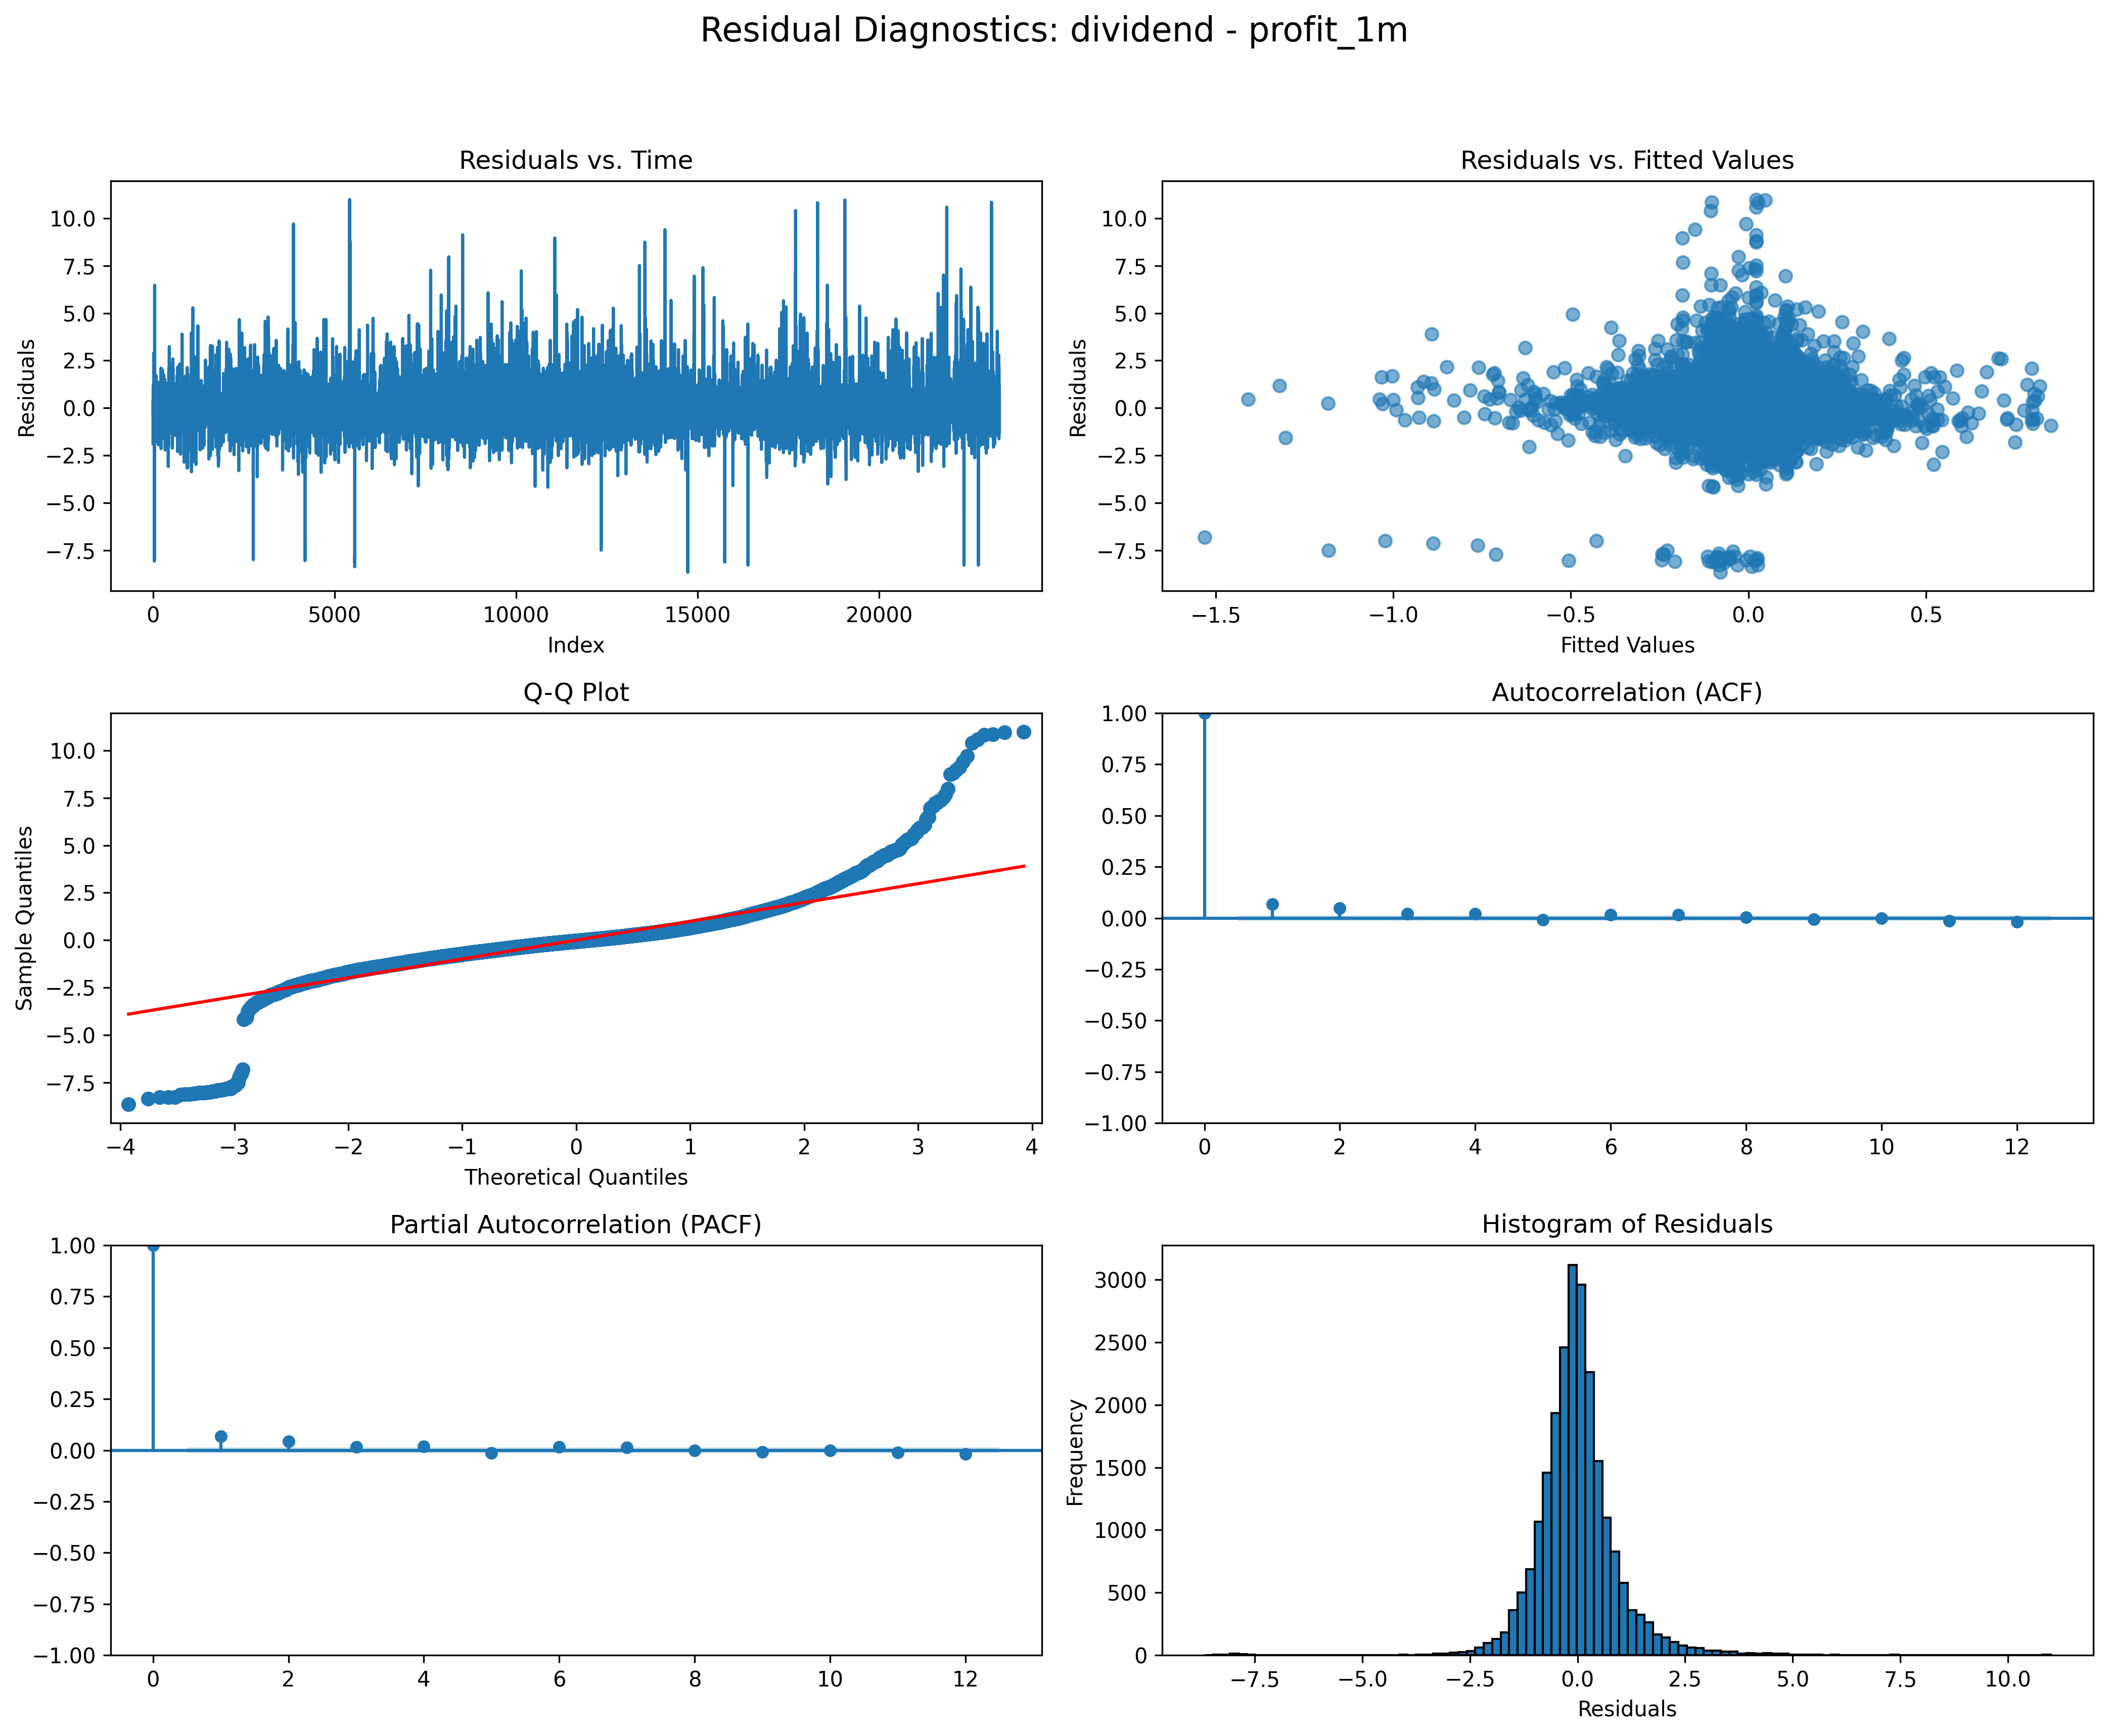 Residual Diagnostics: dividend - profit_1m
Residuals vs. Time
10.0
7.5
5.0
2.5
0.0
−2.5
−5.0
−7.5
Residuals
0 5000 10000 15000 20000
Index
Residuals vs. Fitted Values
10.0
7.5
5.0
2.5
0.0
−2.5
−5.0
−7.5
Residuals
−1.5 −1.0 −0.5 0.0 0.5
Fitted Values
Q-Q Plot
10.0
7.5
5.0
2.5
0.0
−2.5
−5.0
−7.5
Sample Quantiles
−4 −3 −2 −1 0 1 2 3 4
Theoretical Quantiles
Autocorrelation (ACF)
1.00
0.75
0.50
0.25
0.00
−0.25
−0.50
−0.75
−1.00
0 2 4 6 8 10 12
Partial Autocorrelation (PACF)
1.00
0.75
0.50
0.25
0.00
−0.25
−0.50
−0.75
−1.00
0 2 4 6 8 10 12
Histogram of Residuals
3000
2500
2000
1500
1000
500
0
Frequency
−7.5 −5.0 −2.5 0.0 2.5 5.0 7.5 10.0
Residuals